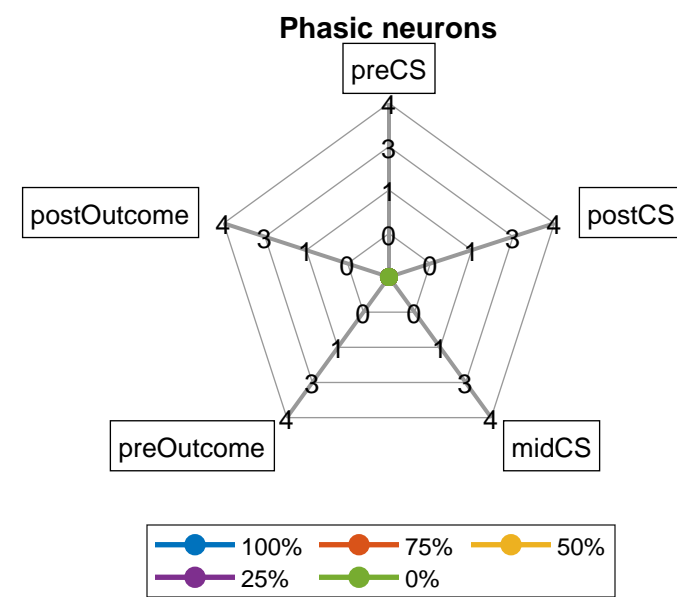 Phasic neurons
preCS
4
3
1
0
postOutcome
4 3 1 0
0 1 3 4
postCS
0 0
1 1
3 3
4 4
preOutcome
midCS
100% 75% 50%
25% 0%